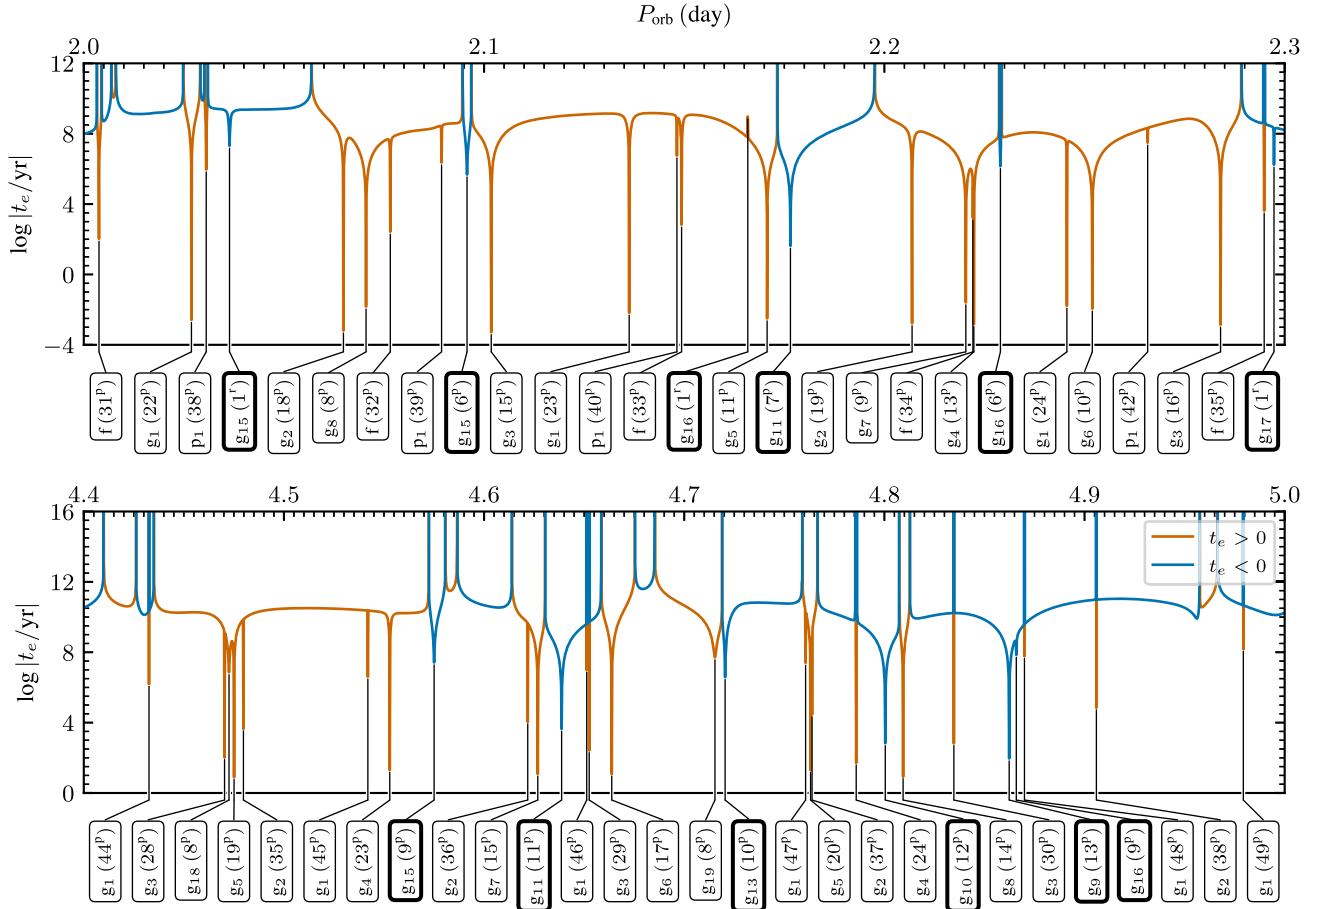 P_orb (day)
2.0 2.1 2.2 2.3
12
8
4
0
−4
log |t_e/yr|
f (31^p)
g_1 (22^p)
p_1 (38^p)
g_15 (1^r)
g_2 (18^p)
g_8 (8^p)
f (32^p)
p_1 (39^p)
g_15 (6^p)
g_3 (15^p)
g_1 (23^p)
p_1 (40^p)
f (33^p)
g_16 (1^r)
g_5 (11^p)
g_11 (7^p)
g_2 (19^p)
g_7 (9^p)
f (34^p)
g_4 (13^p)
g_16 (6^p)
g_1 (24^p)
g_6 (10^p)
p_1 (42^p)
g_3 (16^p)
f (35^p)
g_17 (1^r)
4.4 4.5 4.6 4.7 4.8 4.9 5.0
16
12
8
4
0
log |t_e/yr|
t_e > 0
t_e < 0
g_1 (44^p)
g_3 (28^p)
g_18 (8^p)
g_5 (19^p)
g_2 (35^p)
g_1 (45^p)
g_4 (23^p)
g_15 (9^p)
g_2 (36^p)
g_7 (15^p)
g_11 (11^p)
g_1 (46^p)
g_3 (29^p)
g_6 (17^p)
g_19 (8^p)
g_13 (10^p)
g_1 (47^p)
g_5 (20^p)
g_2 (37^p)
g_4 (24^p)
g_10 (12^p)
g_8 (14^p)
g_3 (30^p)
g_9 (13^p)
g_16 (9^p)
g_1 (48^p)
g_2 (38^p)
g_1 (49^p)